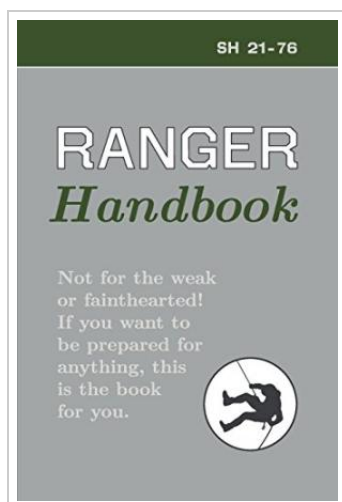 SH 21-76
RANGER
Handbook
Not for the weak
or fainthearted!
If you want to
be prepared for
anything, this
is the book
for you.